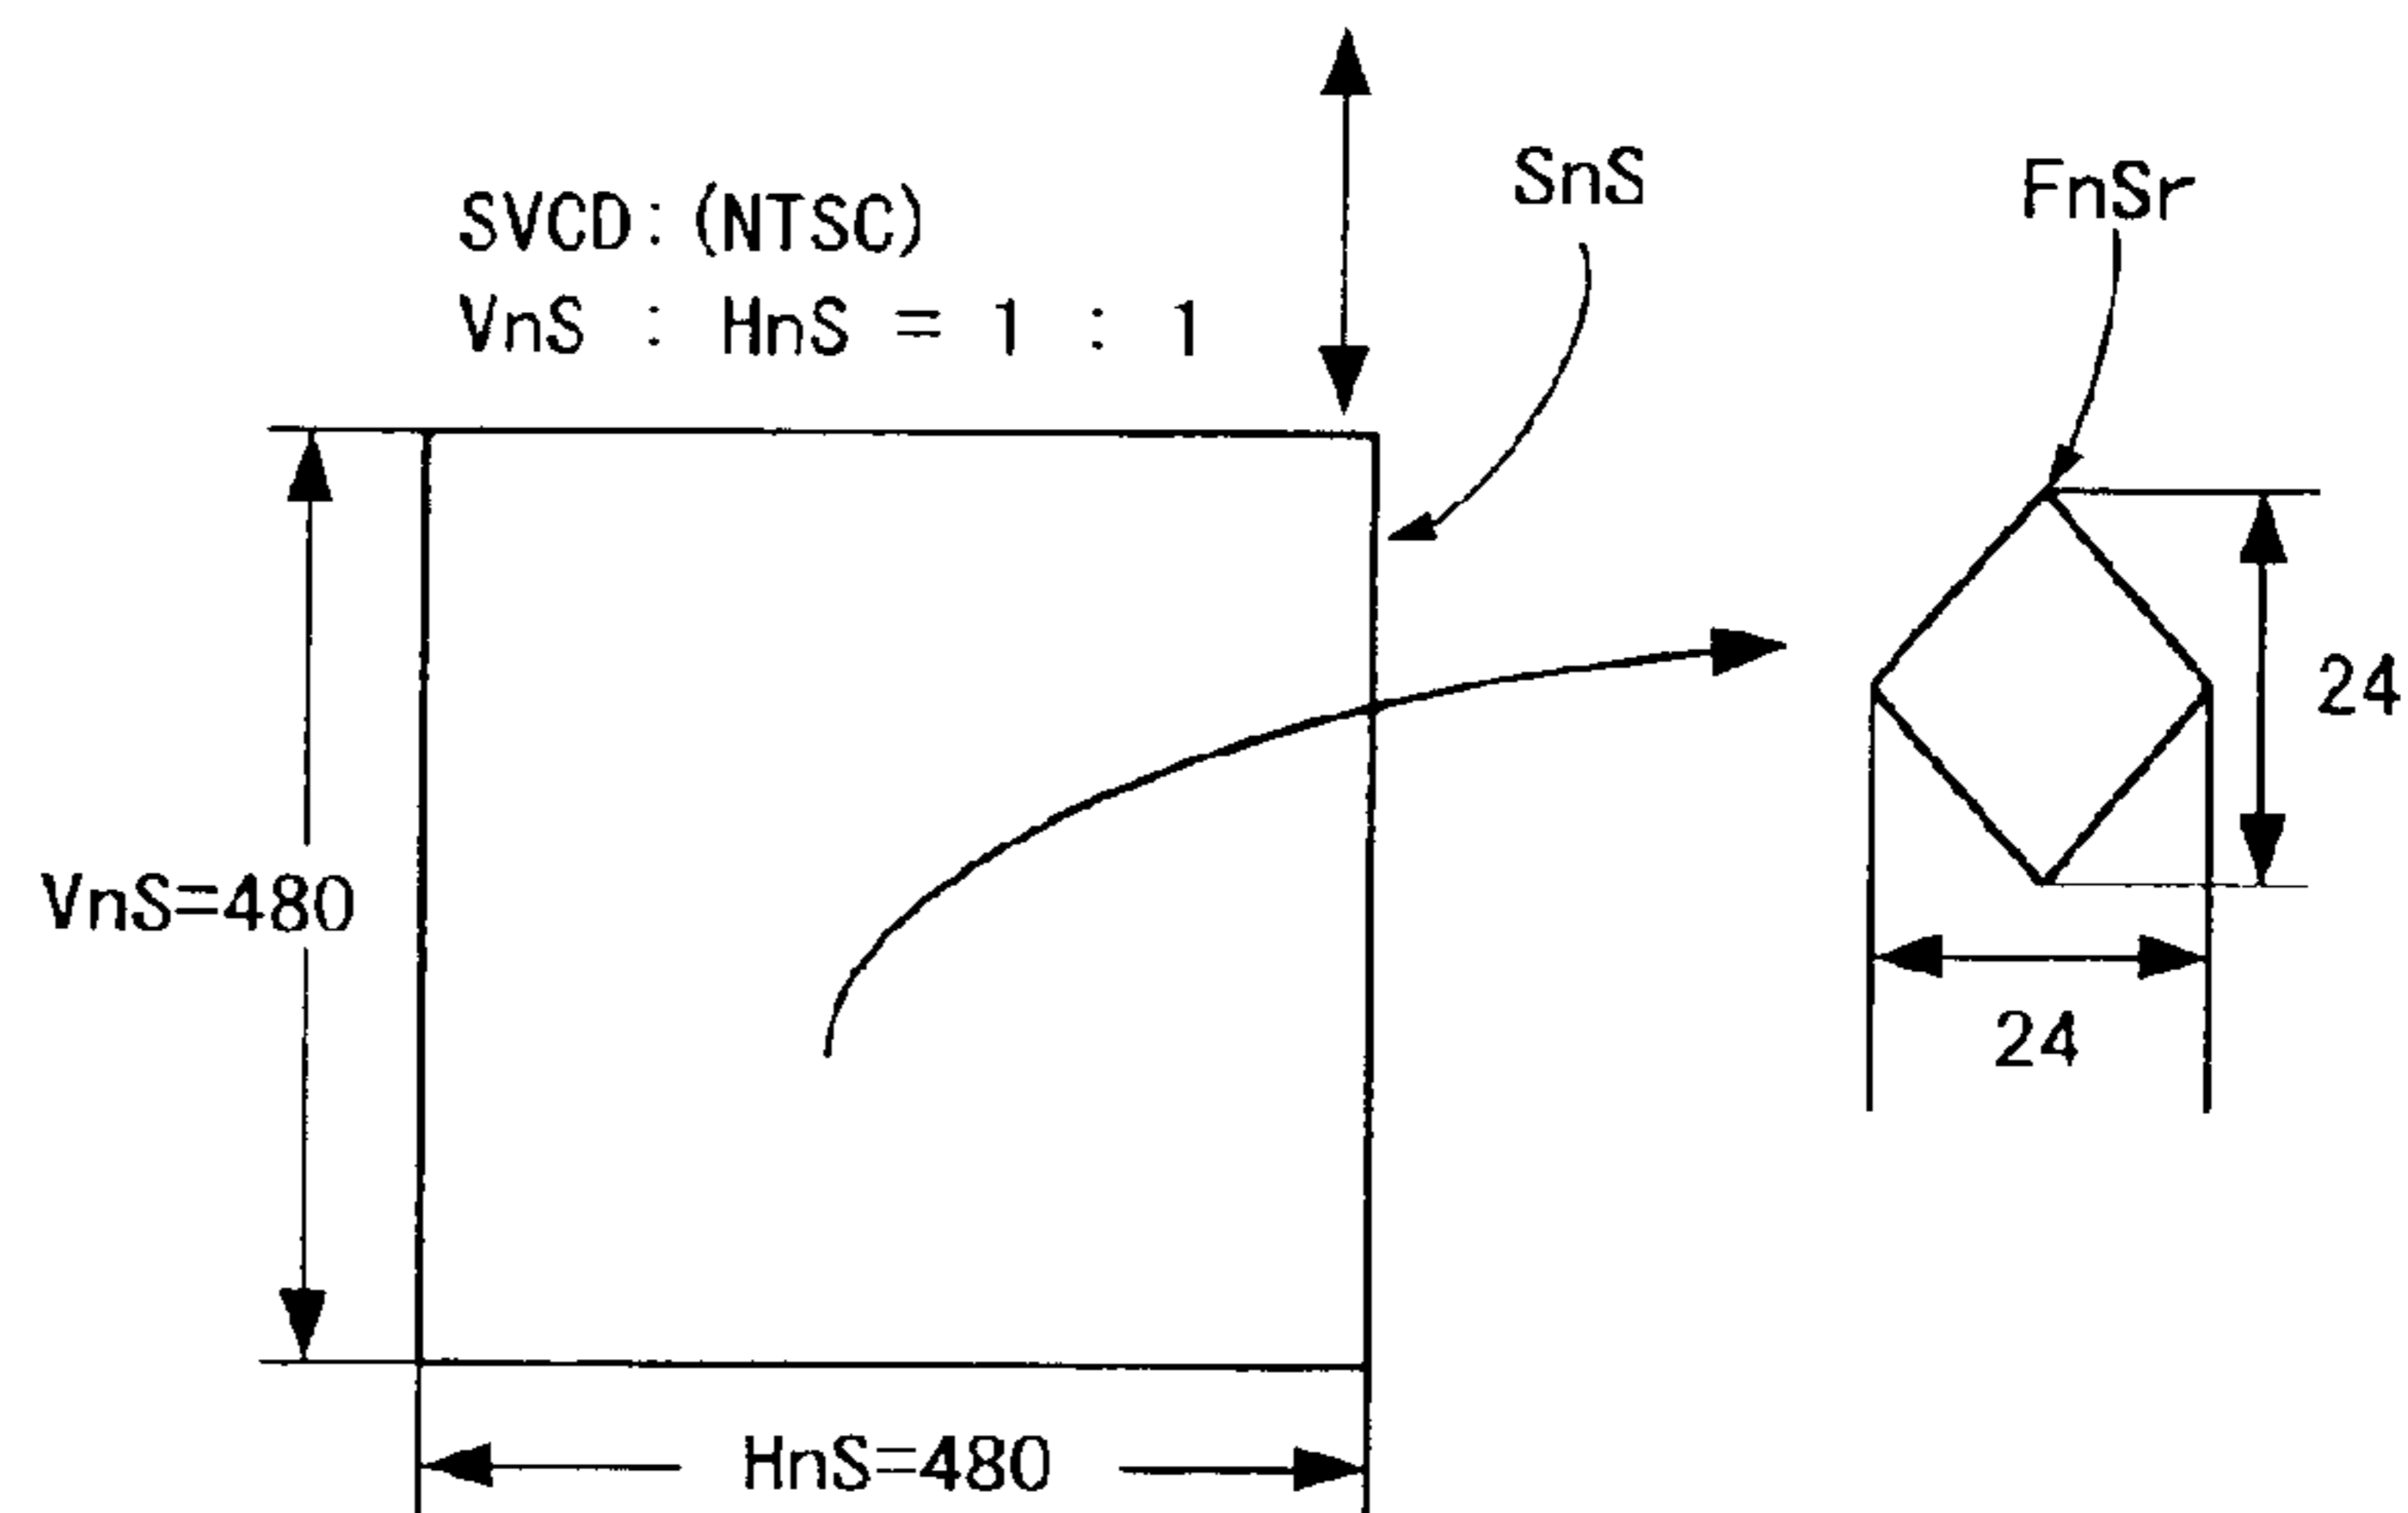 SVCD:(NTSC)
VnS : HnS = 1 : 1
SnS
FnSr
24
VnS=480
24
HnS=480